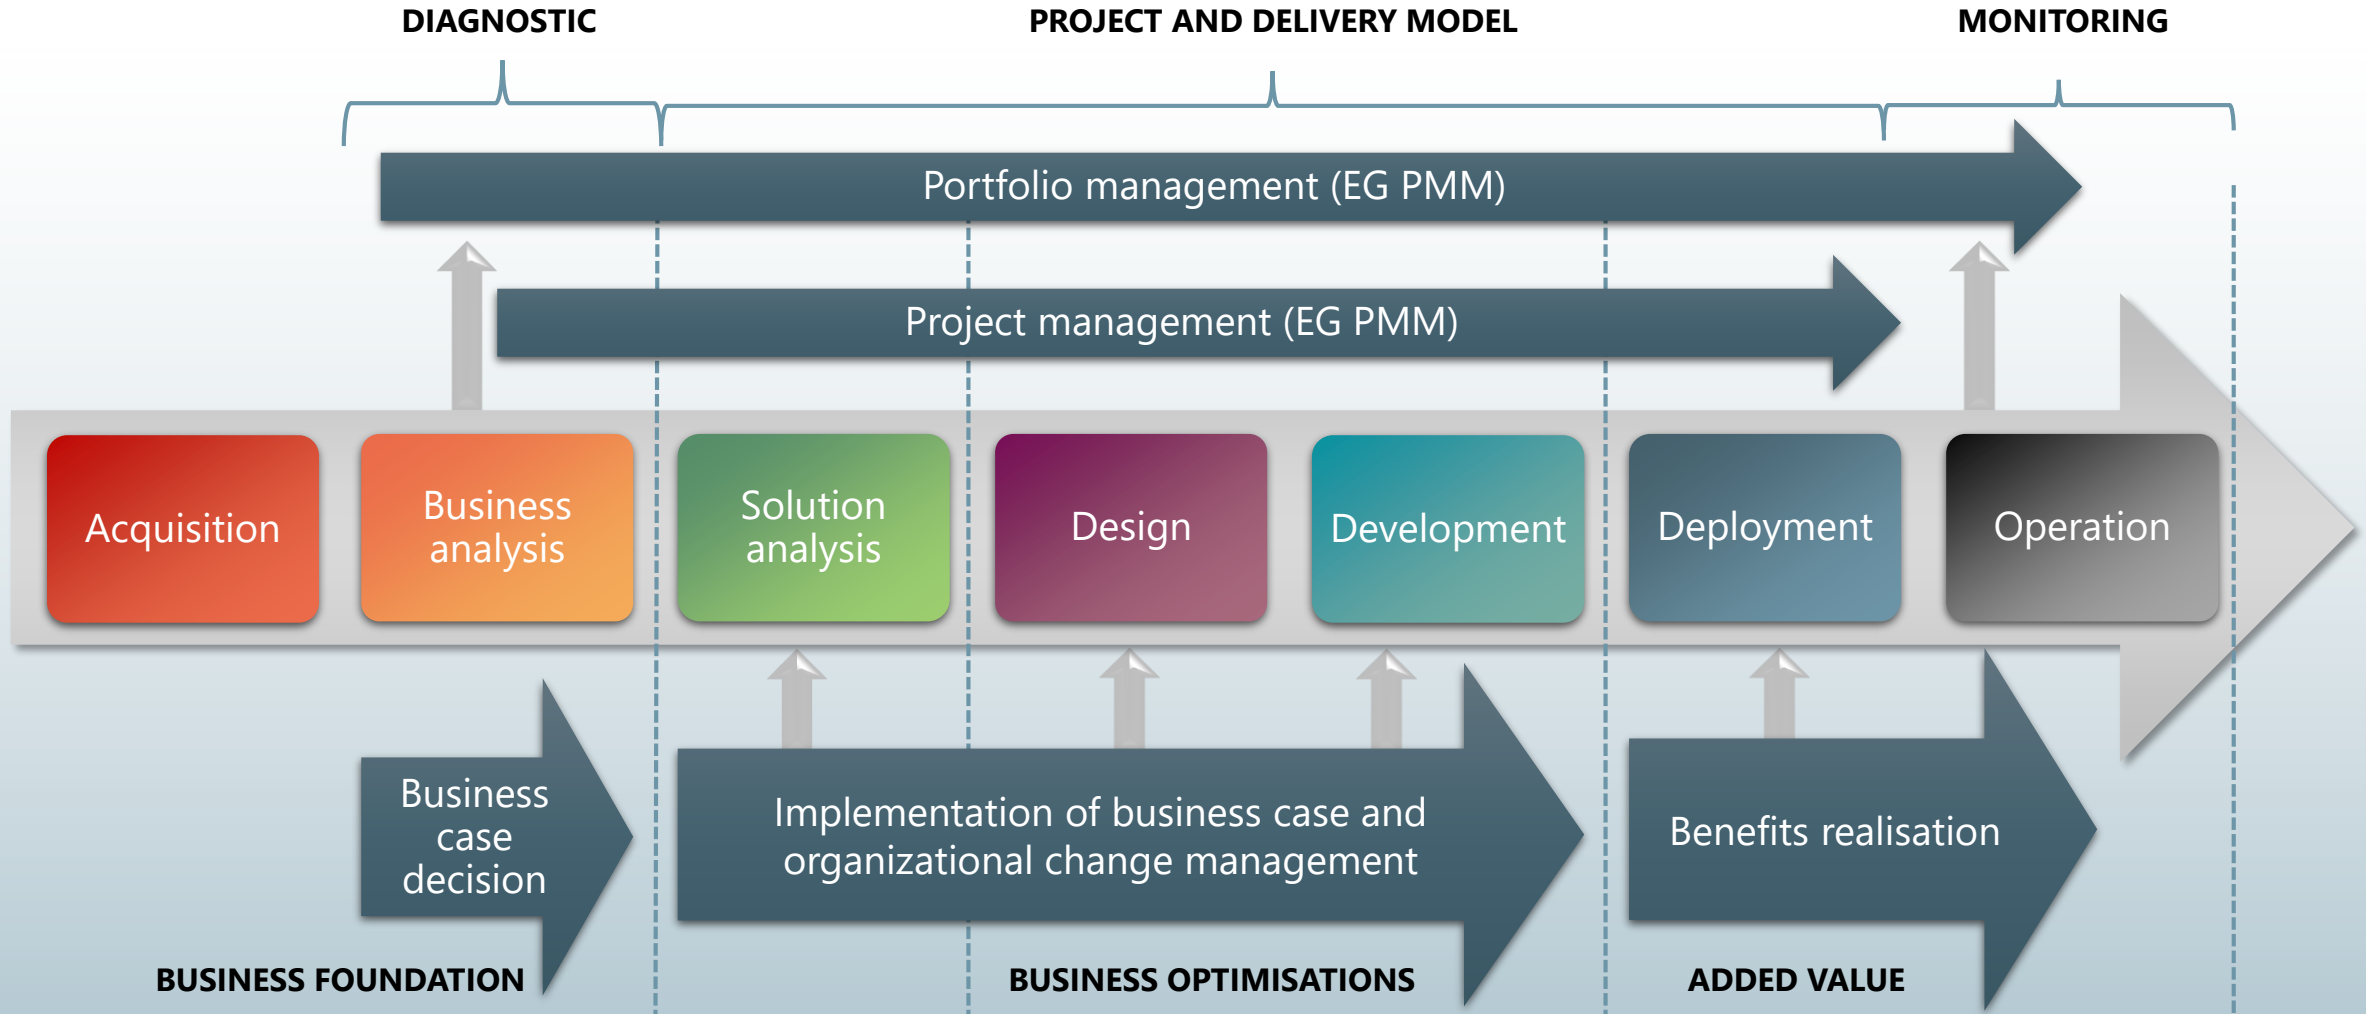 DIAGNOSTIC
PROJECT AND DELIVERY MODEL
MONITORING
Portfolio management (EG PMM)
Project management (EG PMM)
Acquisition
Business
analysis
Solution
analysis
Design
Development
Deployment
Operation
Business
case
decision
Implementation of business case and
organizational change management
Benefits realisation
BUSINESS FOUNDATION
BUSINESS OPTIMISATIONS
ADDED VALUE